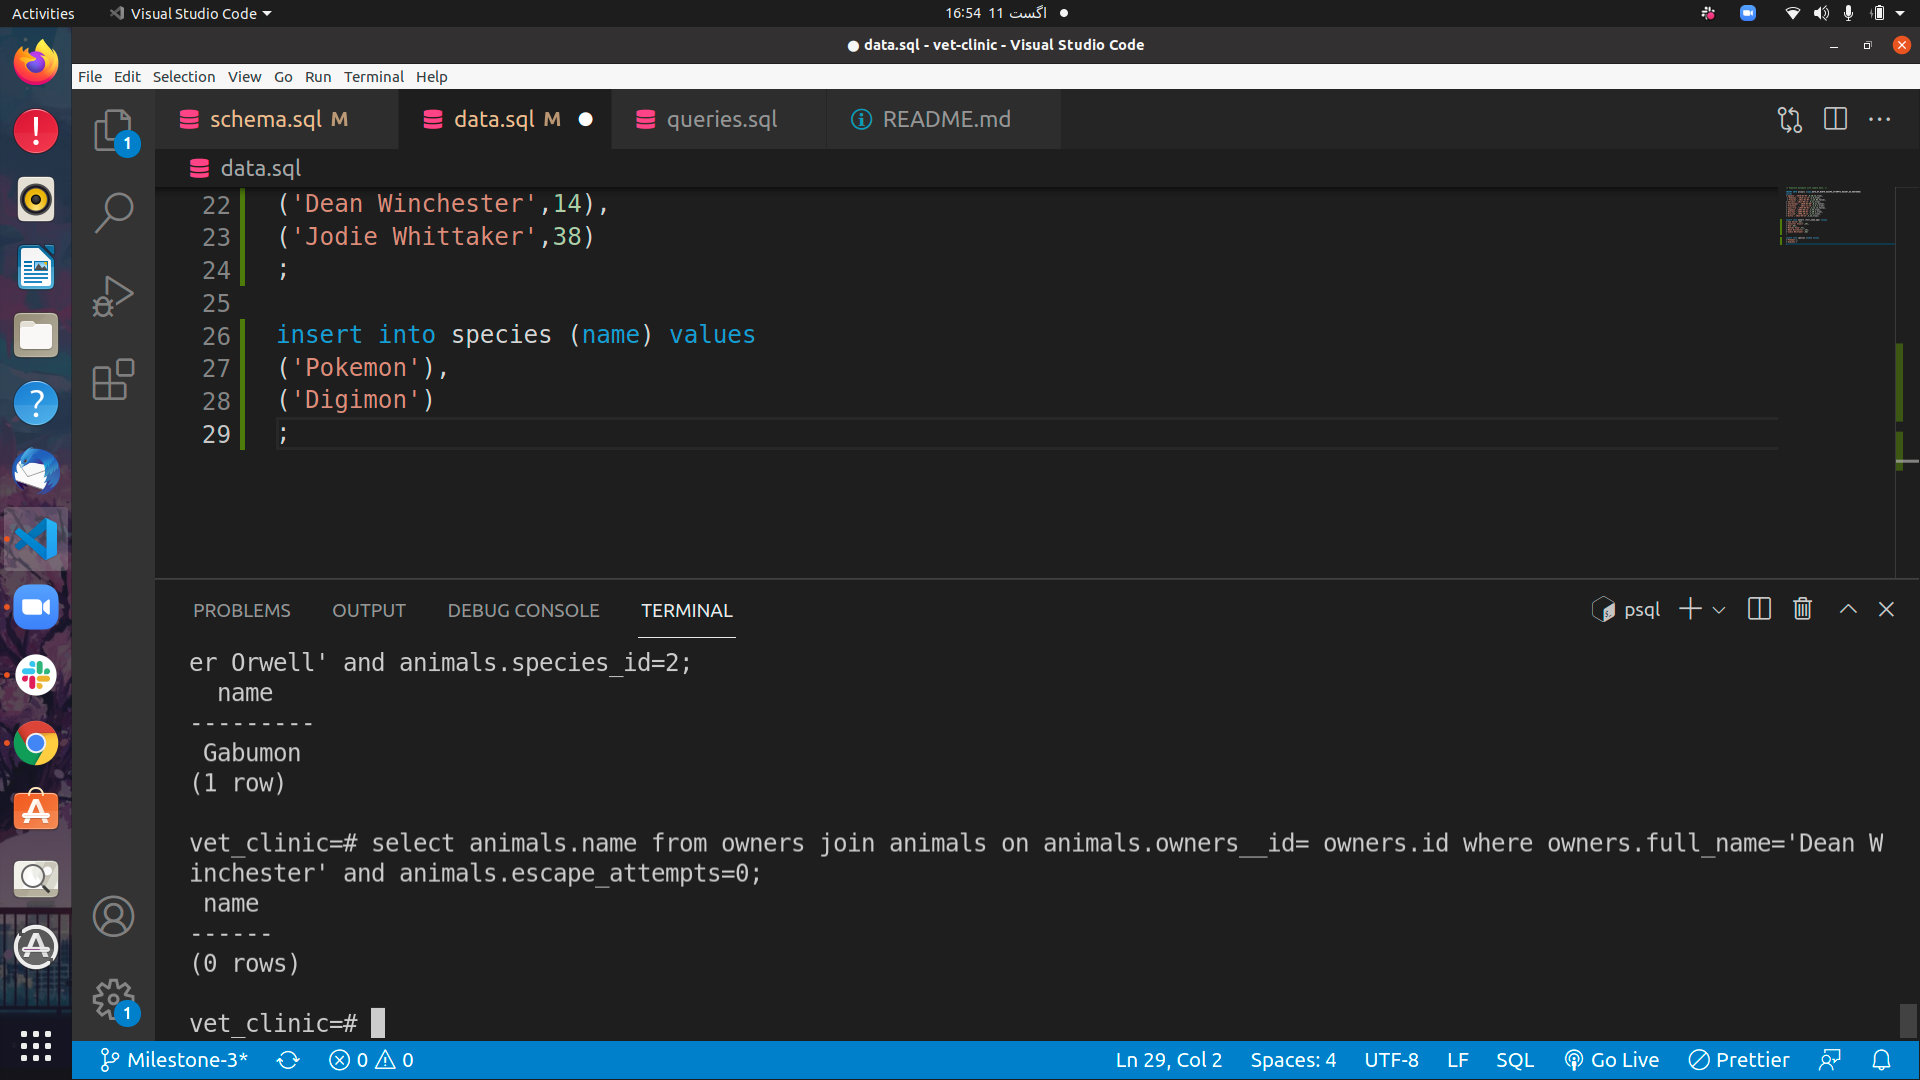 Activities
Visual Studio Code
16:54 11 اگست
data.sql - vet-clinic - Visual Studio Code
File Edit Selection View Go Run Terminal Help
schema.sql M
data.sql M
queries.sql
README.md
data.sql
22 ('Dean Winchester',14),
23 ('Jodie Whittaker',38)
24 ;
25
26 insert into species (name) values
27 ('Pokemon'),
28 ('Digimon')
29 ;
1
PROBLEMS OUTPUT DEBUG CONSOLE TERMINAL
psql
er Orwell' and animals.species_id=2;
name
---------
Gabumon
(1 row)
vet_clinic=# select animals.name from owners join animals on animals.owners__id= owners.id where owners.full_name='Dean W
inchester' and animals.escape_attempts=0;
name
------
(0 rows)
vet_clinic=#
1
Milestone-3* 0 0
Ln 29, Col 2 Spaces: 4 UTF-8 LF SQL Go Live Prettier